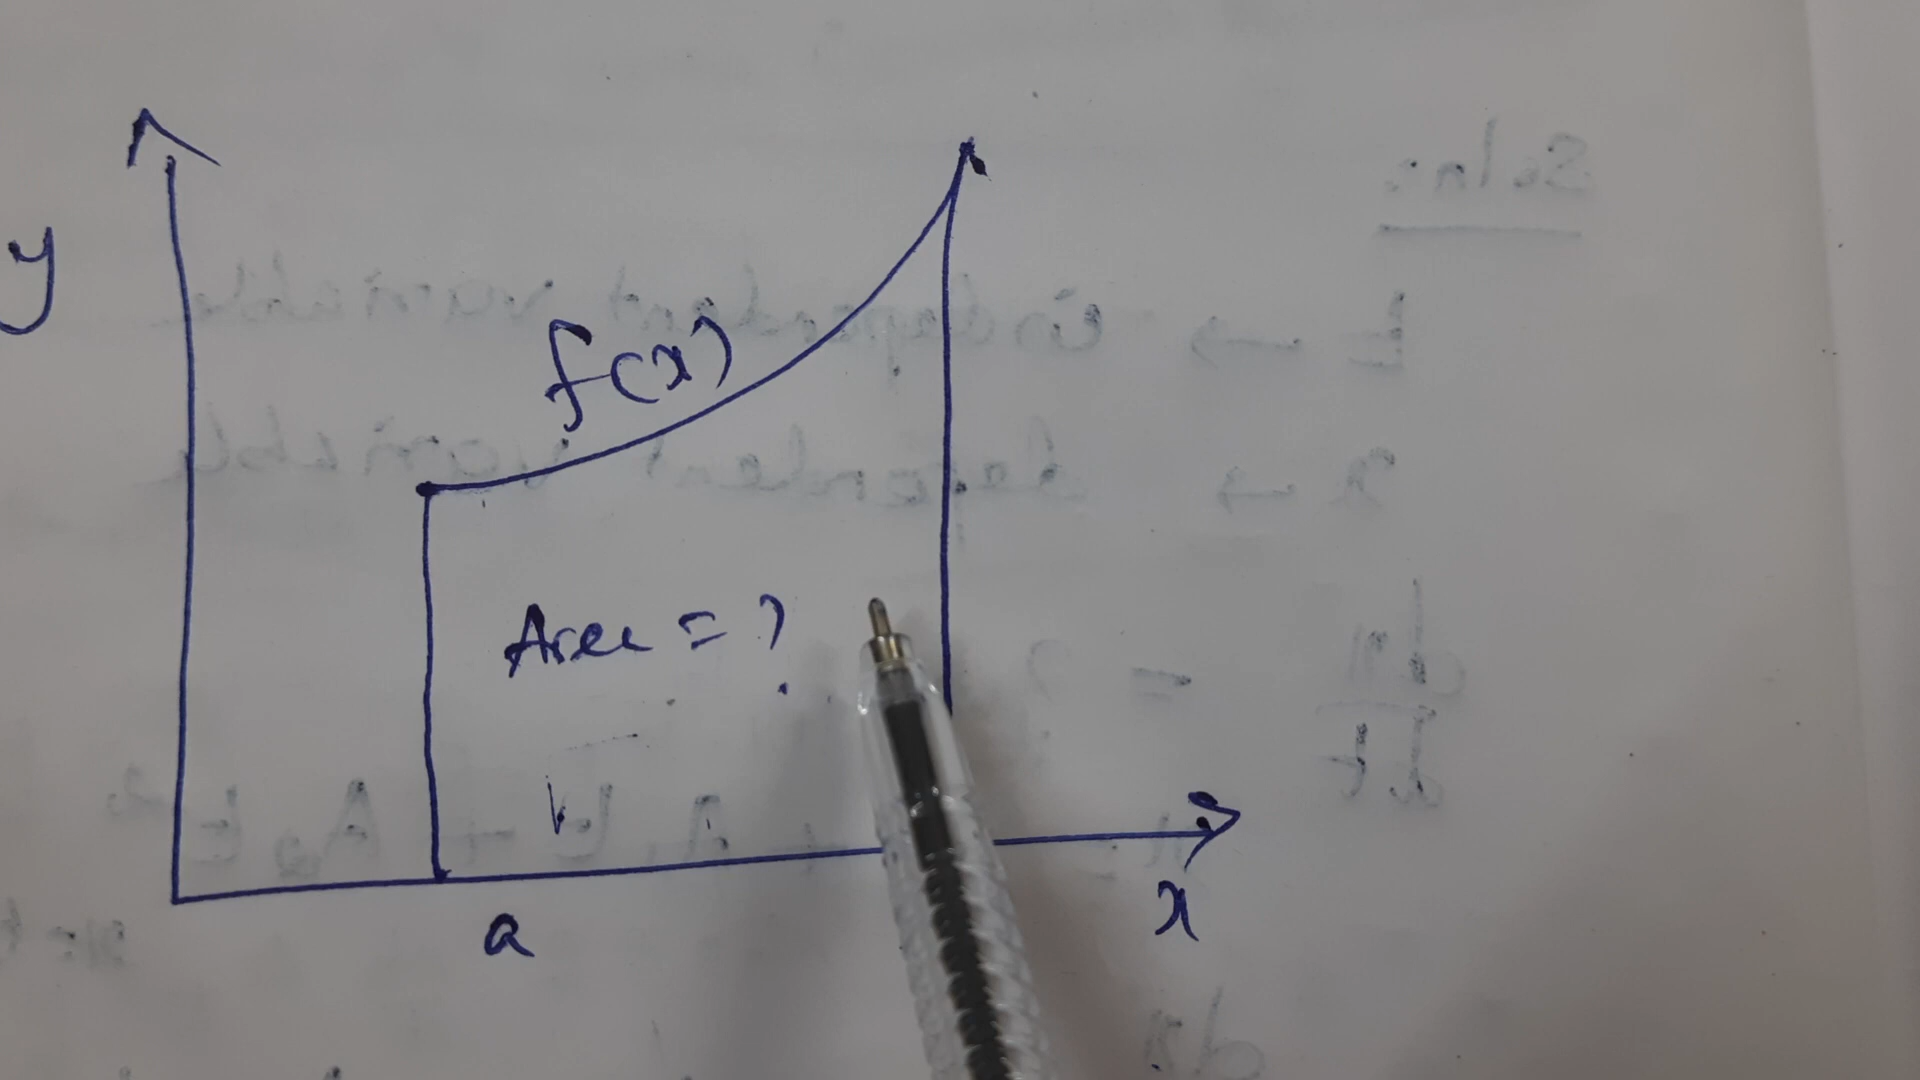 y
f(x)
Area = ?
a
x